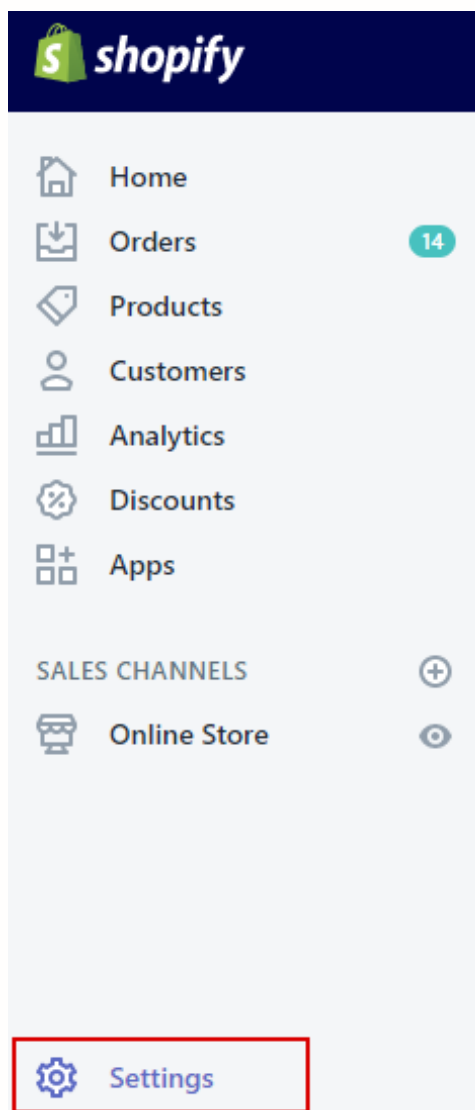 shopify
Home
Orders 14
Products
Customers
Analytics
Discounts
Apps
SALES CHANNELS
Online Store
Settings